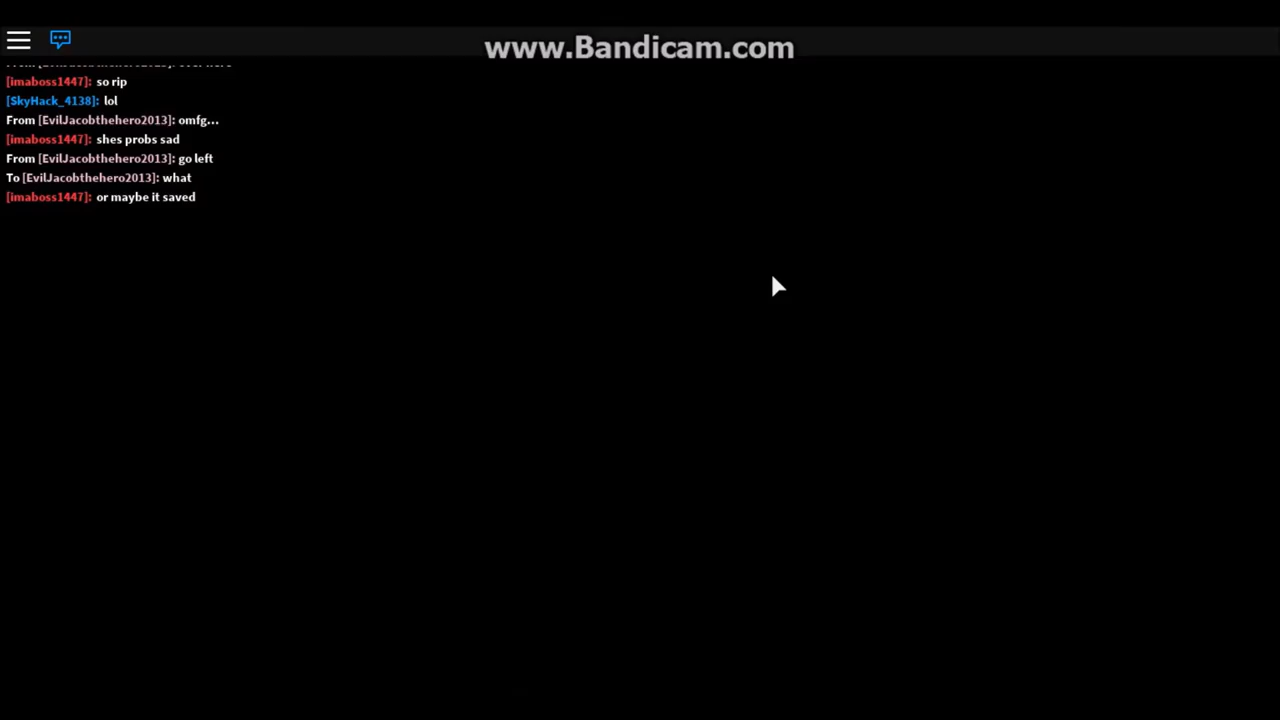 www.Bandicam.com
[imaboss1447]: so rip
[SkyHack_4138]: lol
From [EvilJacobthehero2013]: omfg...
[imaboss1447]: shes probs sad
From [EvilJacobthehero2013]: go left
To [EvilJacobthehero2013]: what
[imaboss1447]: or maybe it saved